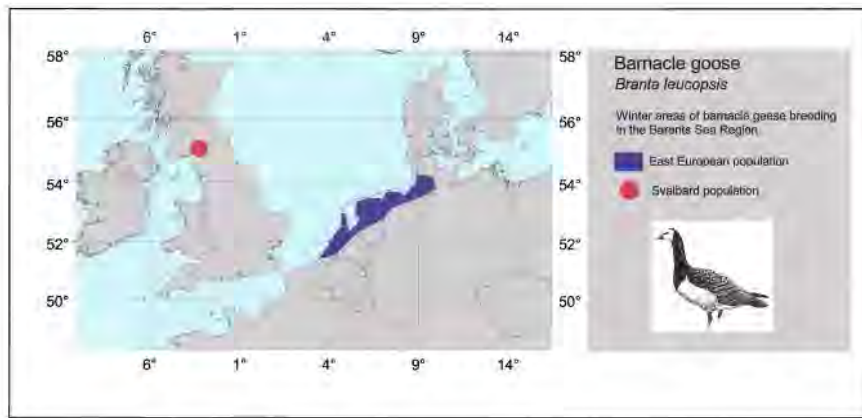 6° 1° 4° 9° 14°
58° 58°
56° 56°
54° 54°
52° 52°
50° 50°
6° 1° 4° 9° 14°
Barnacle goose
Branta leucopsis
Winter areas of barnacle geese breeding
in the Barents Sea Region
East European population
Svalbard population